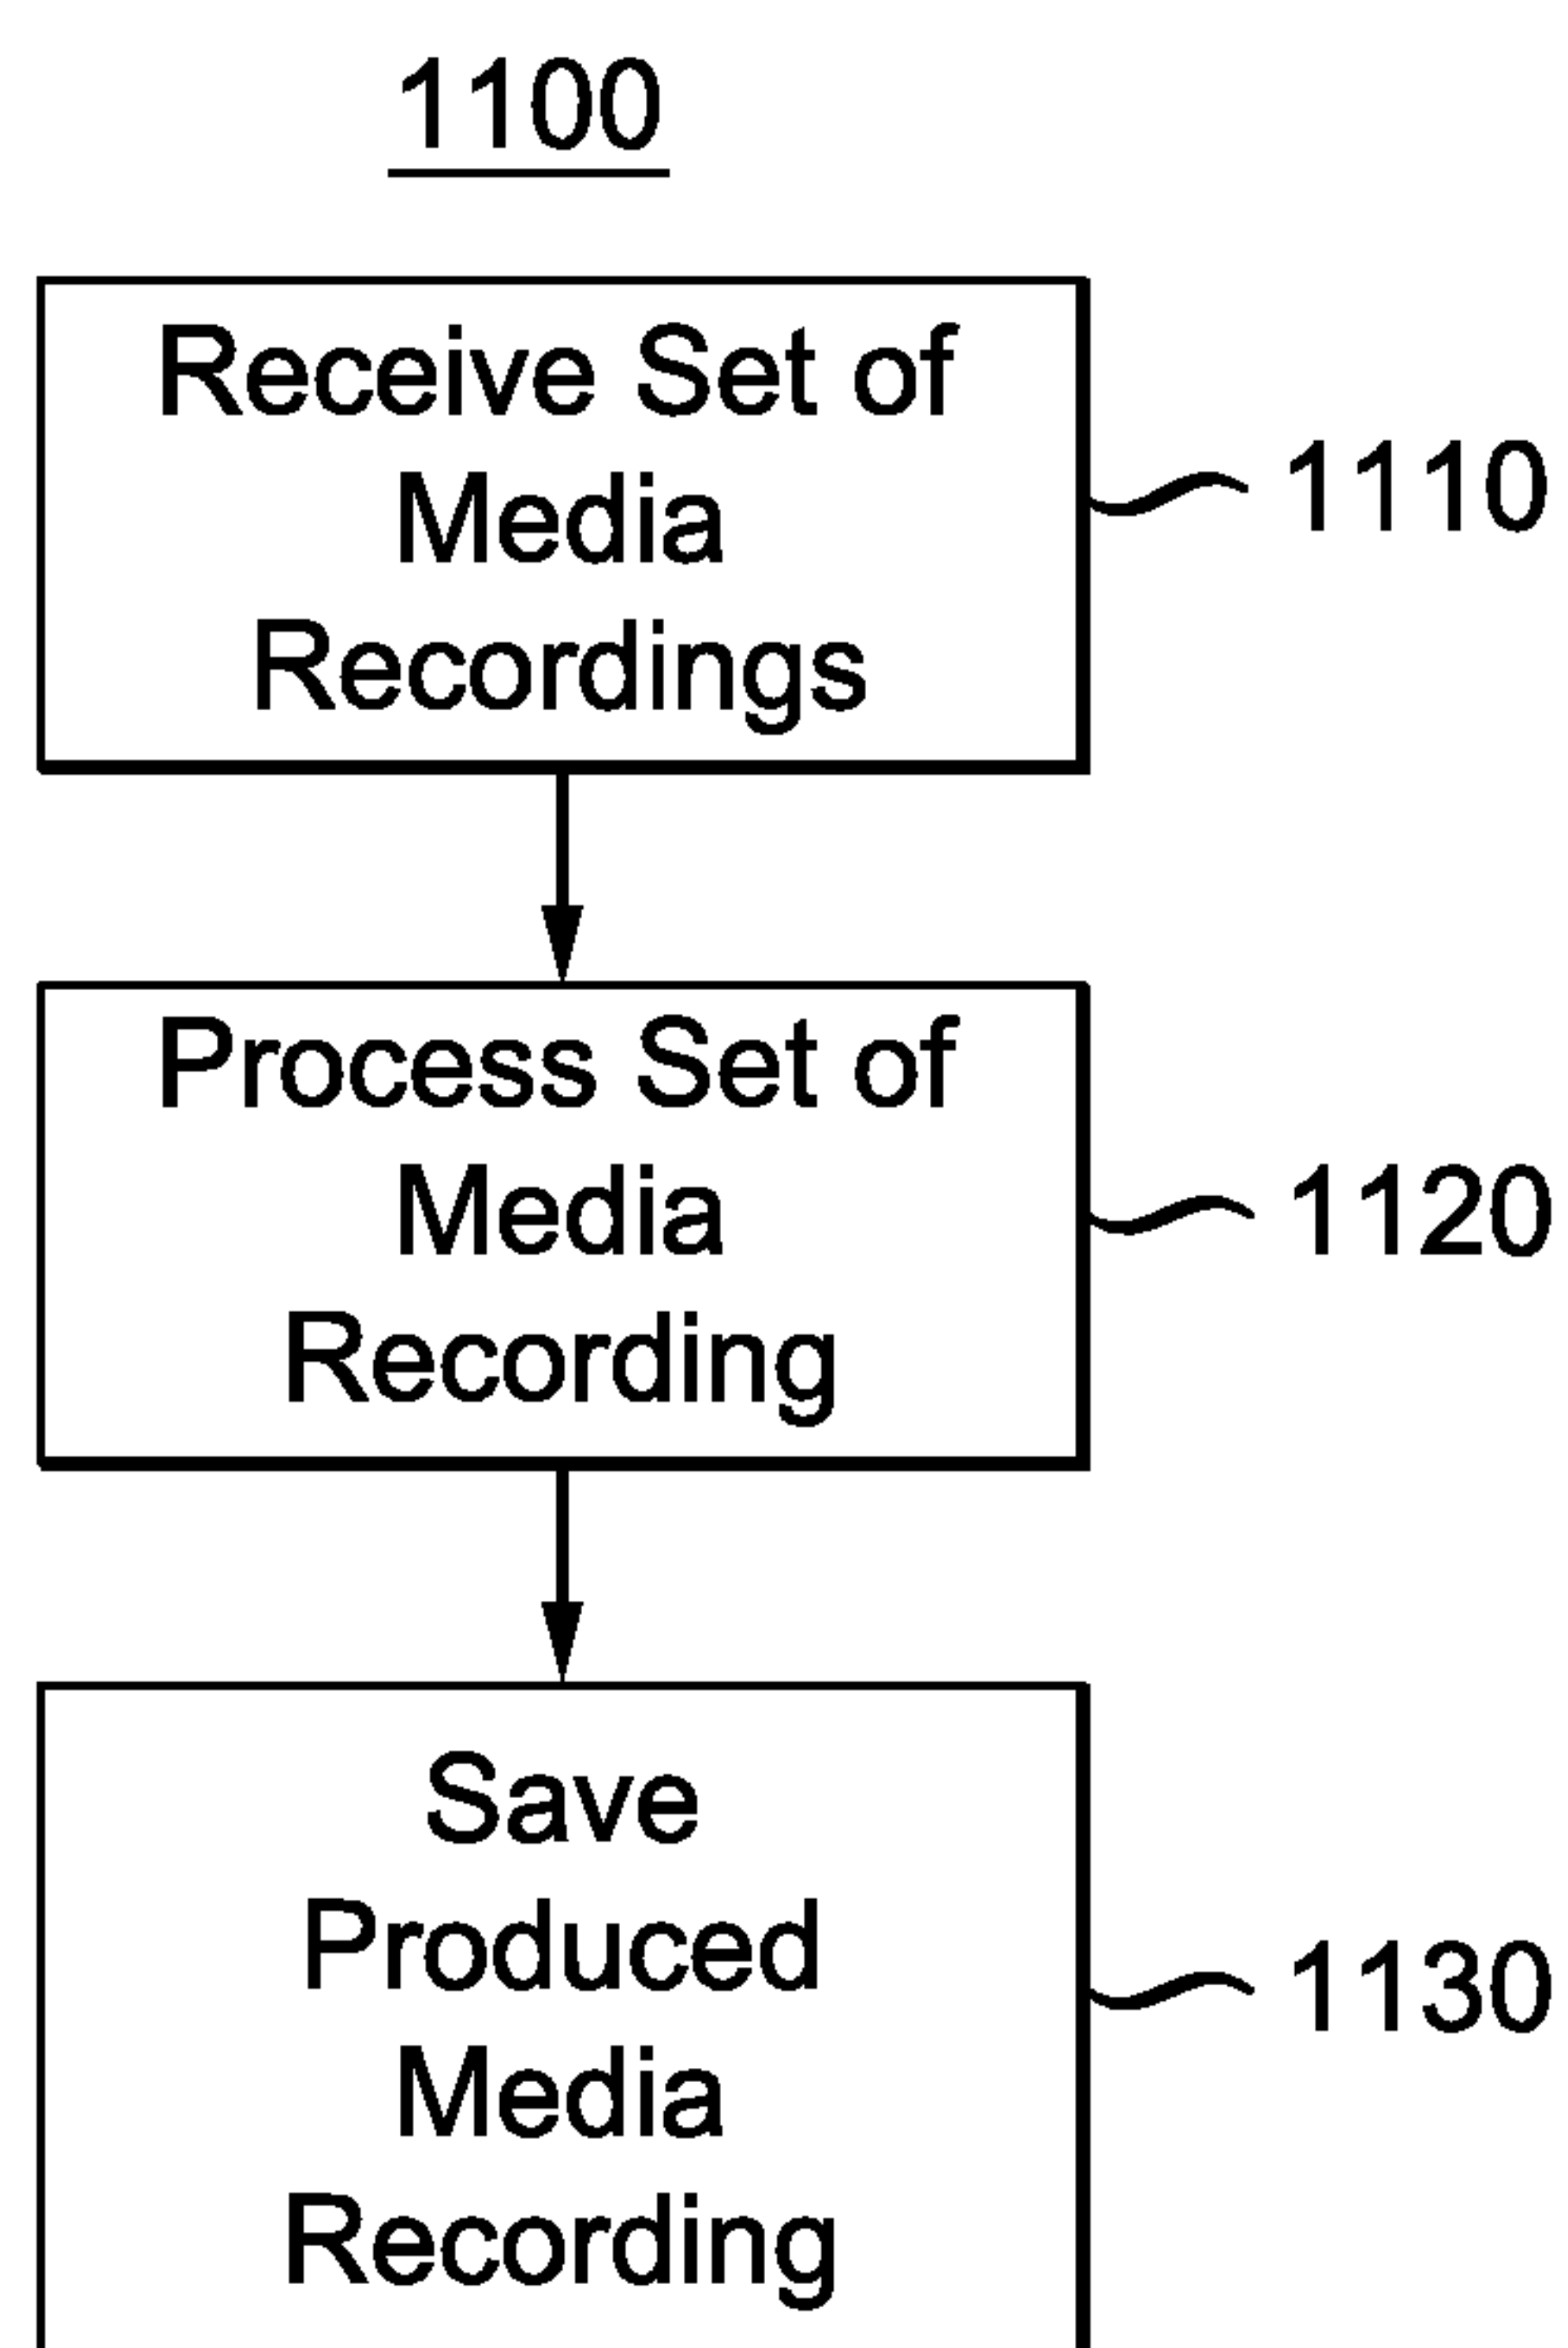 1100
Receive Set of
Media
Recordings
1110
Process Set of
Media
Recording
1120
Save
Produced
Media
Recording
1130